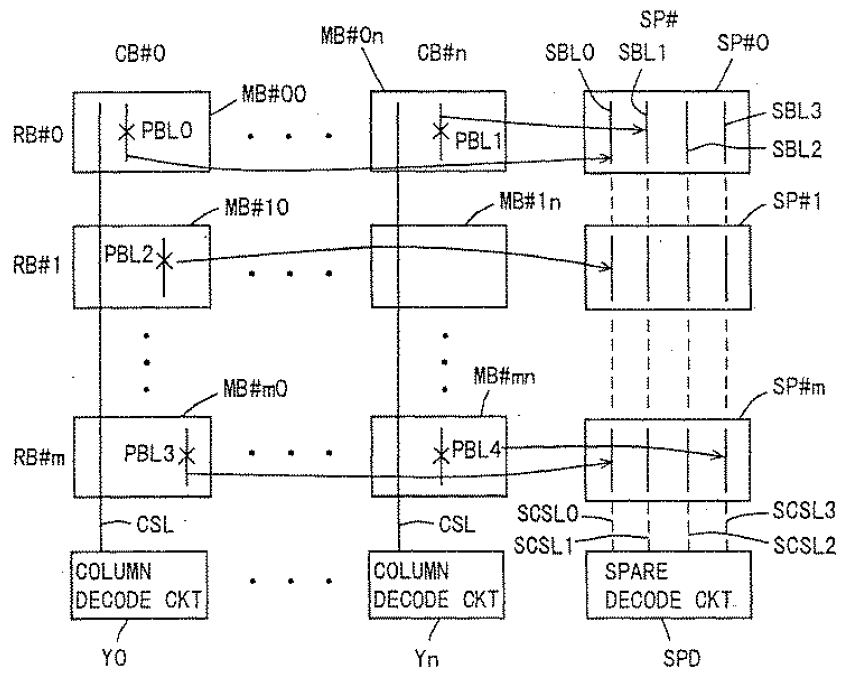 SP#
CB#0
MB#0n
CB#n
SBL0
SBL1
SP#0
MB#00
RB#0
PBL0
PBL1
SBL3
SBL2
MB#10
MB#1n
SP#1
RB#1
PBL2
MB#m0
MB#mn
SP#m
RB#m
PBL3
PBL4
SCSL0
SCSL3
CSL
CSL
SCSL1
SCSL2
COLUMN
DECODE CKT
COLUMN
DECODE CKT
SPARE
DECODE CKT
Y0
Yn
SPD